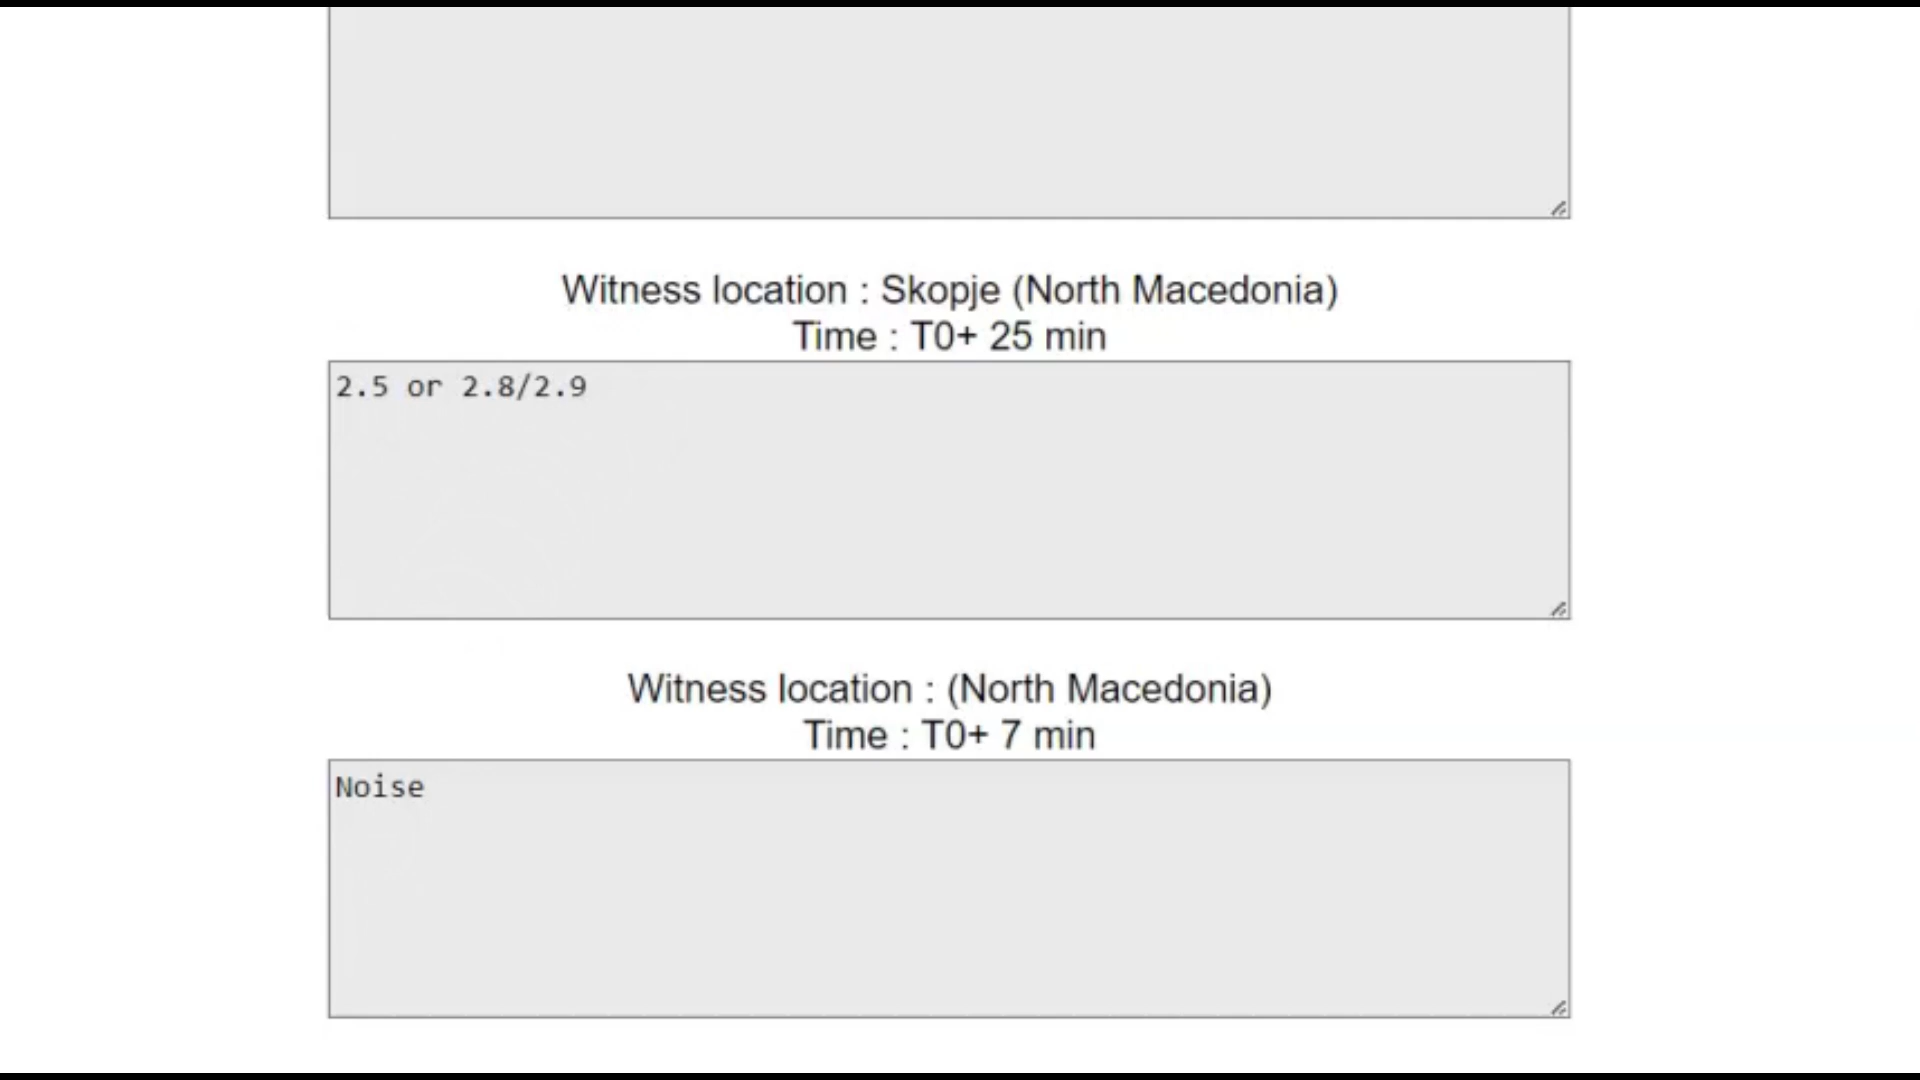 Witness location : Skopje (North Macedonia)
Time : T0+ 25 min
2.5 or 2.8/2.9
Witness location : (North Macedonia)
Time : T0+ 7 min
Noise